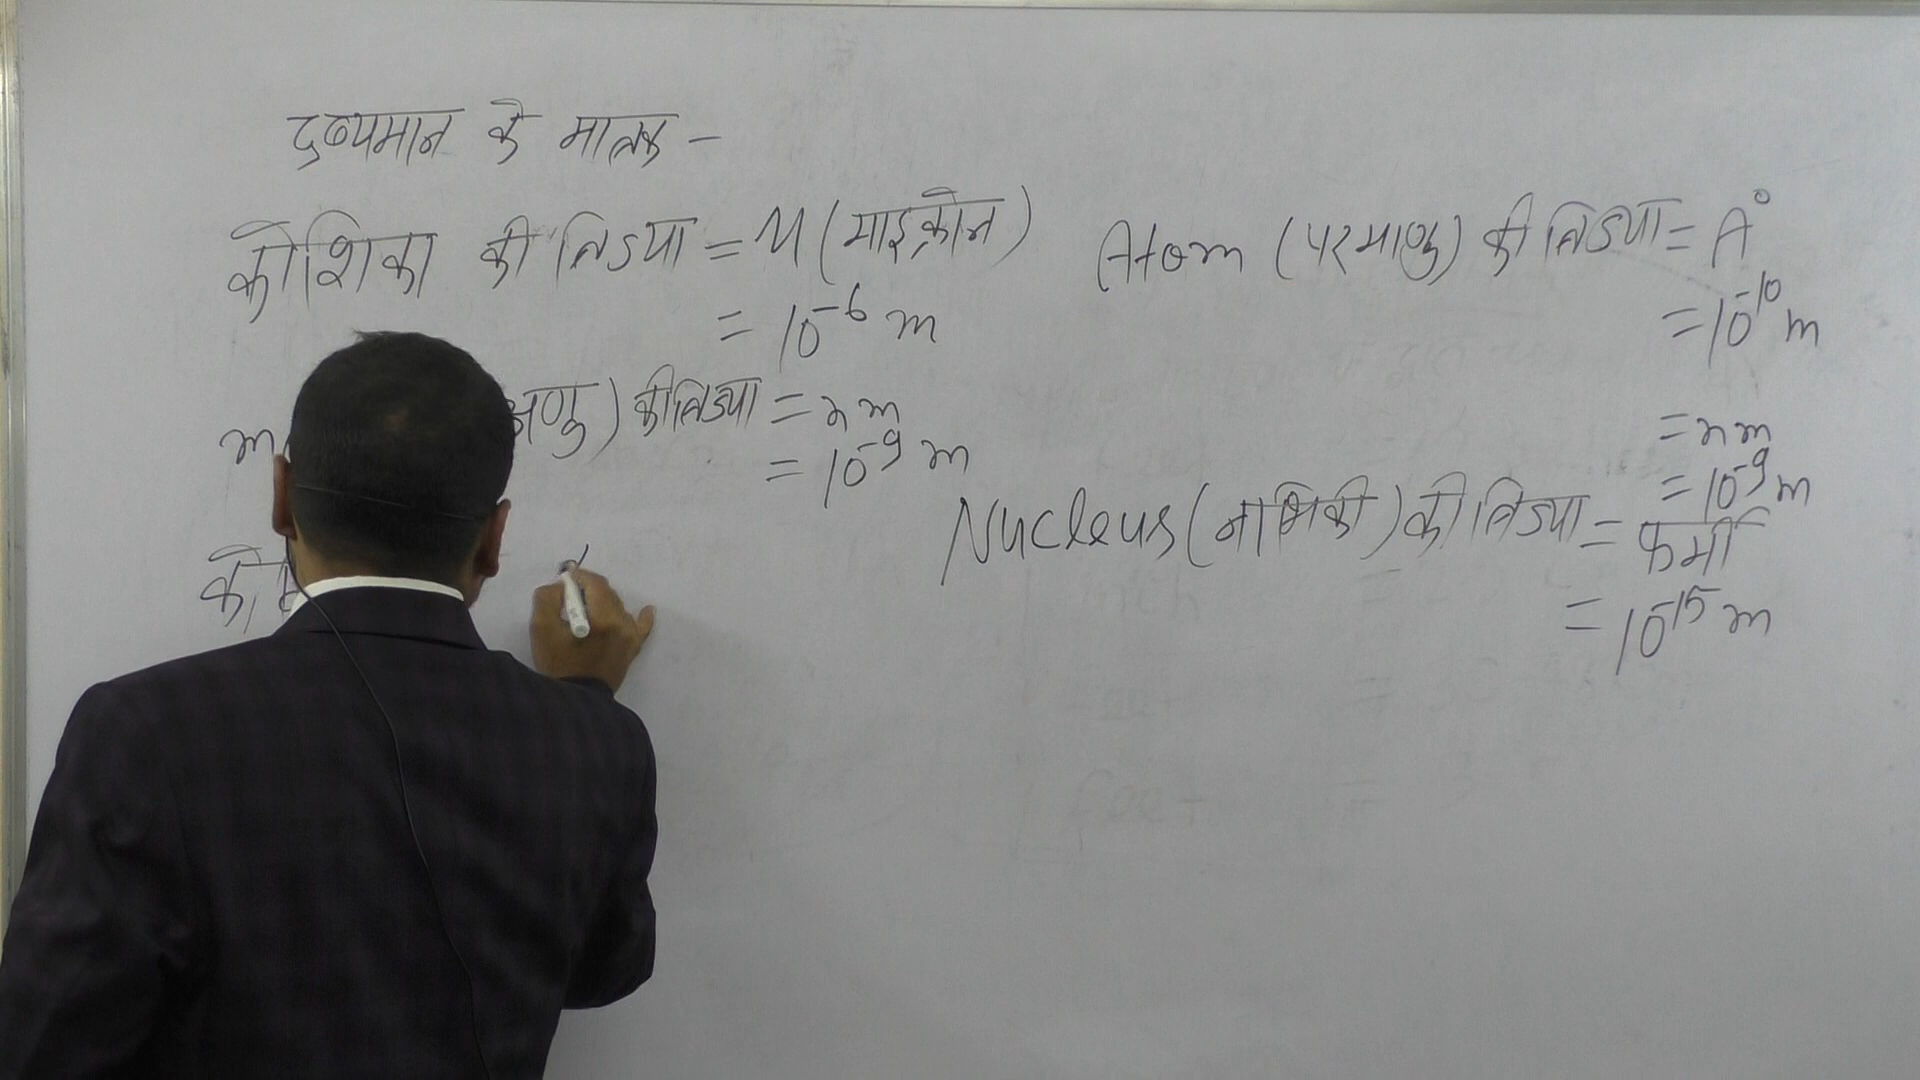 द्रव्यमान के मात्रक -
कोशिका की त्रिज्या = μ (माइक्रोन)
= 10⁻⁶ m
अणु) की त्रिज्या = nm
= 10⁻⁹ m
Atom (परमाणु) की त्रिज्या = A°
= 10⁻¹⁰ m
= nm
= 10⁻⁹ m
Nucleus (नाभिकी) की त्रिज्या = फर्मी
= 10⁻¹⁵ m